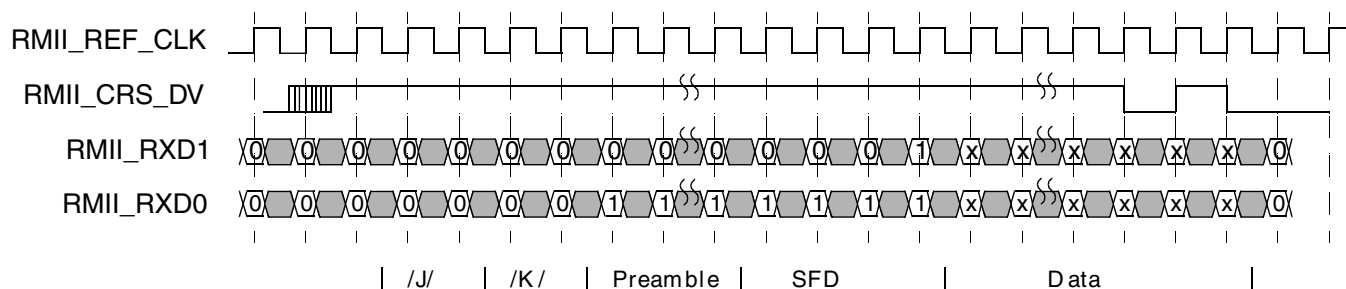 RMII_REF_CLK
RMII_CRS_DV
RMII_RXD1 0 0 0 0 0 0 0 0 0 0 0 0 0 1 x x x x x x 0
RMII_RXD0 0 0 0 0 0 0 0 1 1 1 1 1 1 1 x x x x x x 0
/J/ /K/ Preamble SFD Data